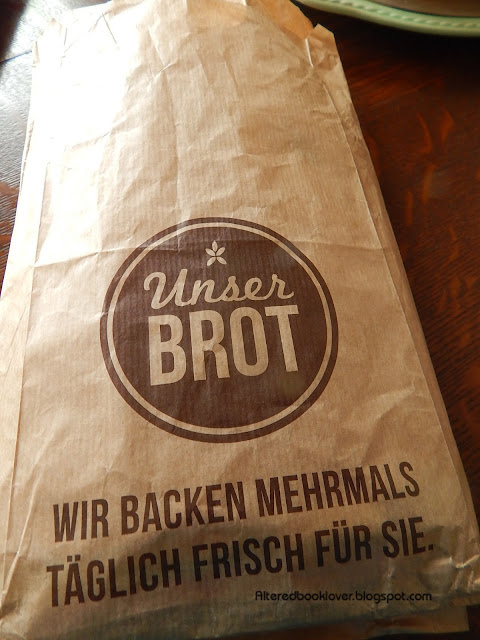 Unser
BROT
WIR BACKEN MEHRMALS
TÄGLICH FRISCH FÜR SIE.
Alteredbooklover.blogspot.com